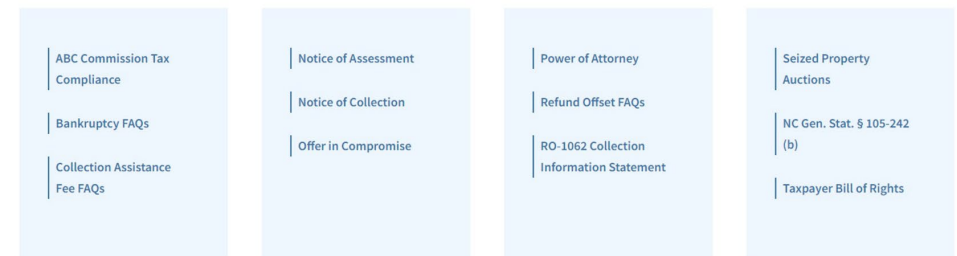 ABC Commission Tax
Compliance
Bankruptcy FAQs
Collection Assistance
Fee FAQs
Notice of Assessment
Notice of Collection
Offer in Compromise
Power of Attorney
Refund Offset FAQs
RO-1062 Collection
Information Statement
Seized Property
Auctions
NC Gen. Stat. § 105-242
(b)
Taxpayer Bill of Rights